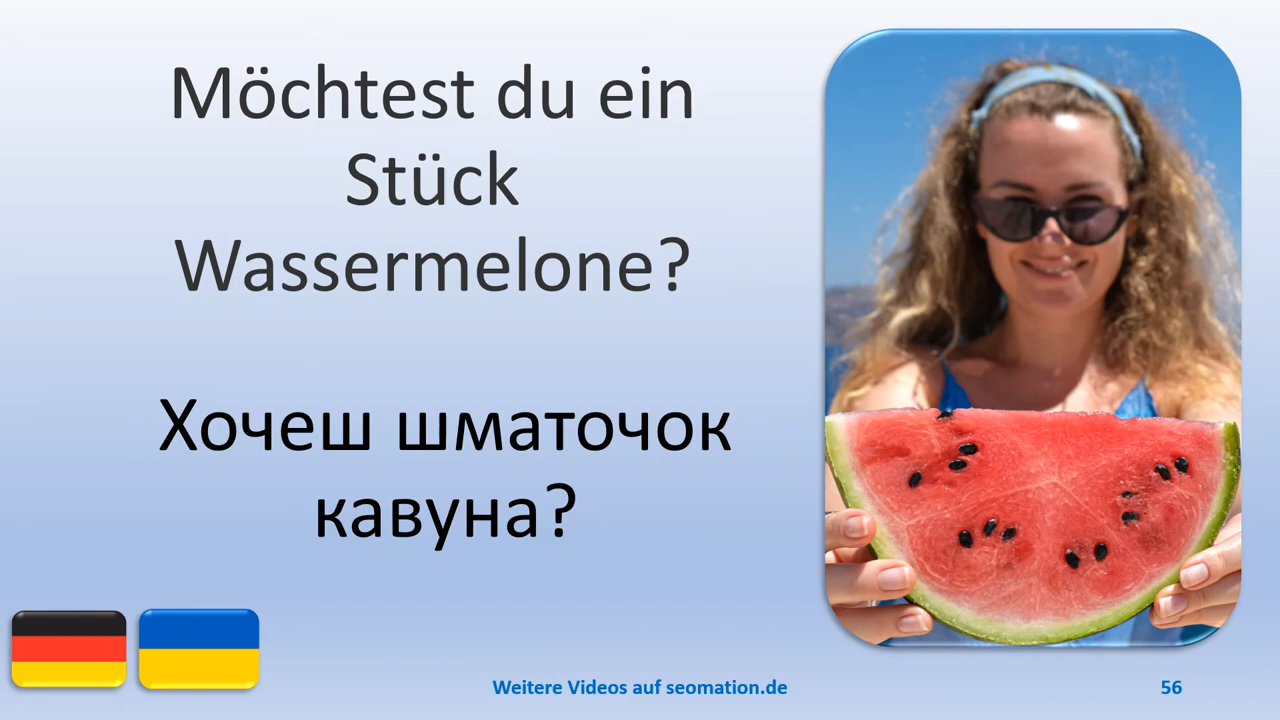 Möchtest du ein
Stück
Wassermelone?
Хочеш шматочок
кавуна?
Weitere Videos auf seomation.de
56